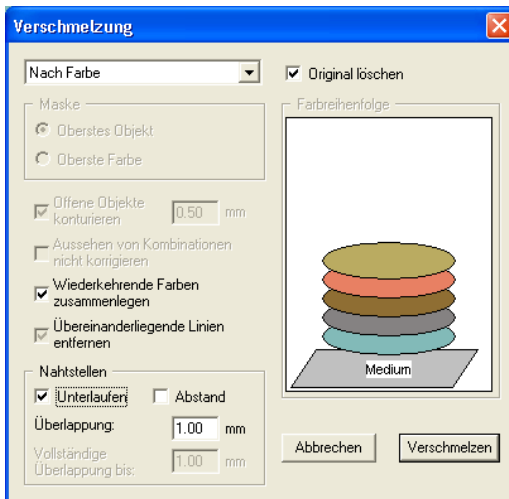 Verschmelzung
Nach Farbe
Original löschen
Maske
Oberstes Objekt
Oberste Farbe
Offene Objekte
konturieren
0.50 mm
Aussehen von Kombinationen
nicht korrigieren
Wiederkehrende Farben
zusammenlegen
Übereinanderliegende Linien
entfernen
Nahtstellen
Unterlaufen
Abstand
Überlappung:
1.00 mm
Vollständige
Überlappung bis:
1.00 mm
Farbreihenfolge
Medium
Abbrechen
Verschmelzen